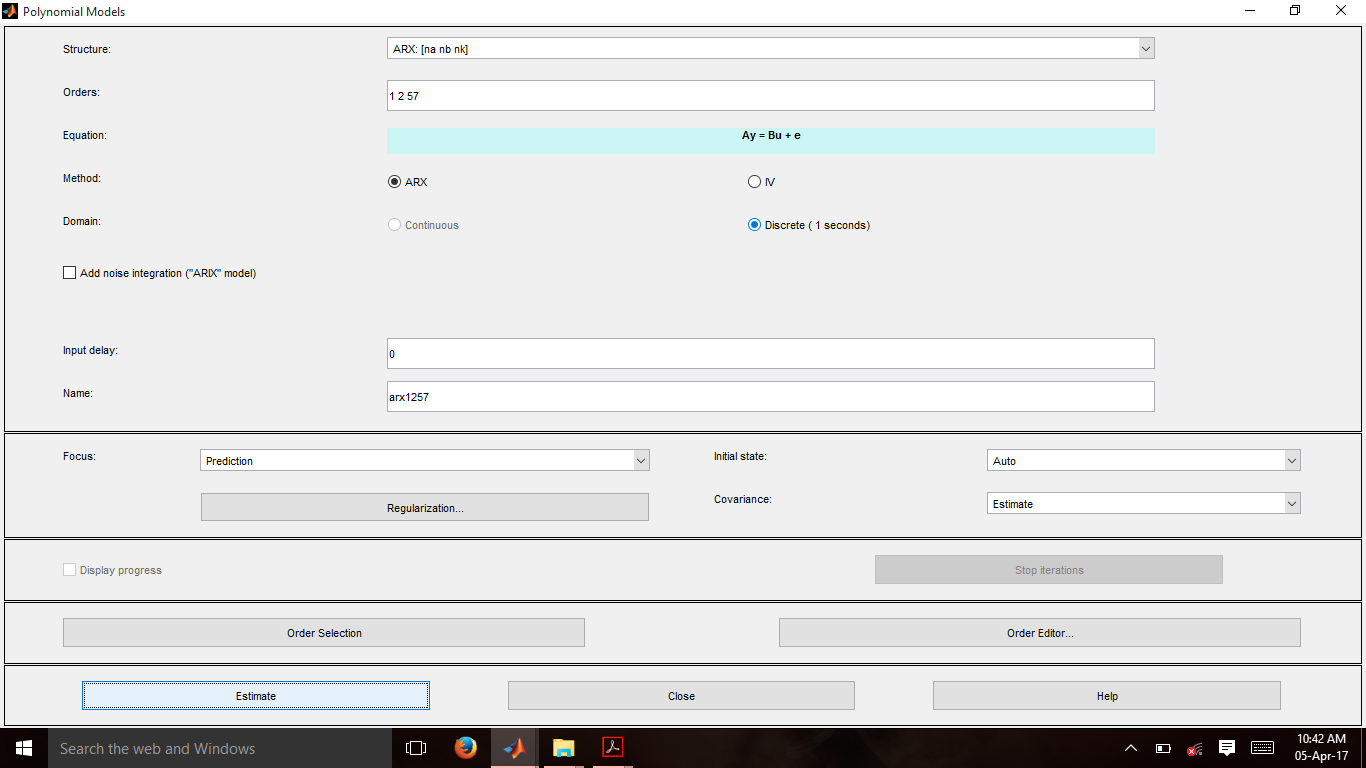 Polynomial Models
Structure:
ARX: [na nb nk]
Orders:
1 2 57
Equation:
Ay = Bu + e
Method:
ARX
IV
Domain:
Continuous
Discrete ( 1 seconds)
Add noise integration ("ARIX" model)
Input delay:
0
Name:
arx1257
Focus:
Prediction
Initial state:
Auto
Regularization...
Covariance:
Estimate
Display progress
Stop iterations
Order Selection
Order Editor...
Estimate
Close
Help
Search the web and Windows
10:42 AM
05-Apr-17